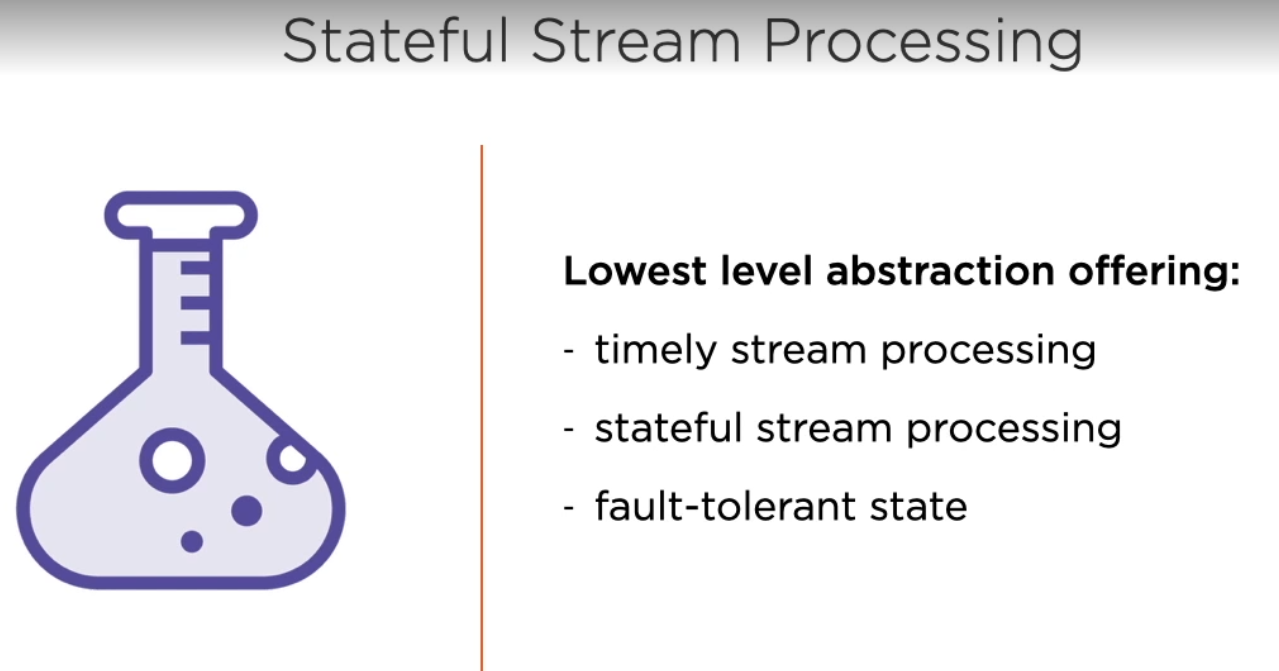 Stateful Stream Processing
Lowest level abstraction offering:
- timely stream processing
- stateful stream processing
- fault-tolerant state